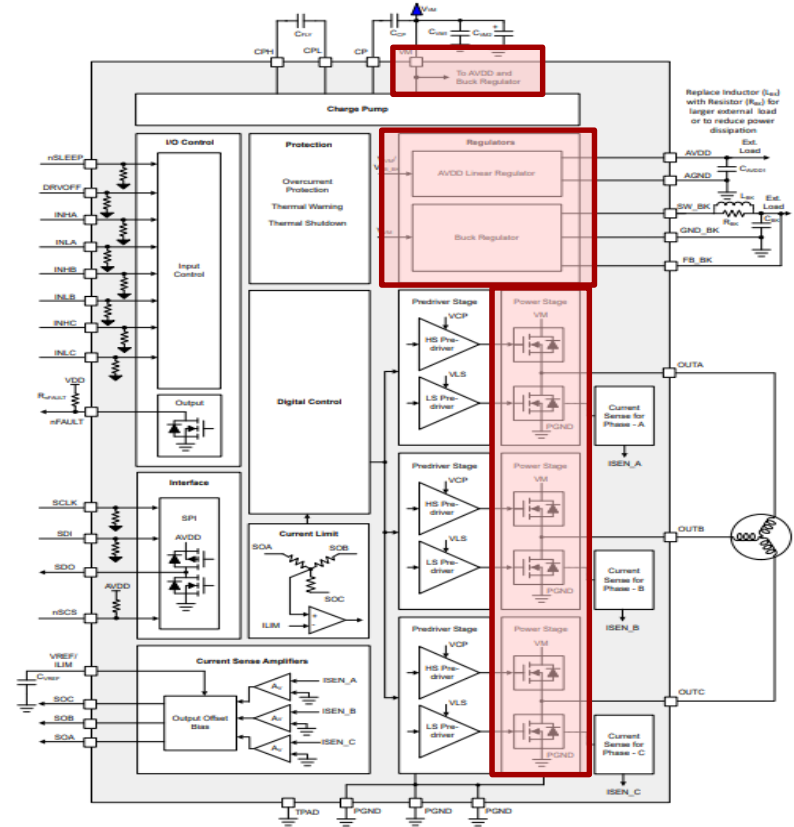 VVM
CFLY
CCP
CVM1
CVM2
+
CPH
CPL
CP
VM
To AVDD and
Buck Regulator
Charge Pump
Replace Inductor (LBK)
with Resistor (RBK) for
larger external load
or to reduce power
dissipation
I/O Control
Protection
Regulators
nSLEEP
DRVOFF
INHA
INLA
INHB
INLB
INHC
INLC
Input
Control
Overcurrent
Protection
Thermal Warning
Thermal Shutdown
AVDD Linear Regulator
Buck Regulator
AVDD
Ext.
Load
AGND
CAVDD1
SW_BK
LBK
Ext.
Load
RBK
CBK
GND_BK
FB_BK
VDD
RnFAULT
nFAULT
Output
Digital Control
Predriver Stage
Power Stage
VCP
VM
HS Pre-
driver
VLS
LS Pre-
driver
PGND
OUTA
Current
Sense for
Phase - A
ISEN_A
Interface
SCLK
SDI
SDO
AVDD
nSCS
SPI
AVDD
Current Limit
SOA
SOB
SOC
ILIM
+
-
Predriver Stage
Power Stage
VCP
VM
HS Pre-
driver
VLS
LS Pre-
driver
PGND
OUTB
Current
Sense for
Phase - B
ISEN_B
VREF/
ILIM
CVREF
SOC
SOB
SOA
Current Sense Amplifiers
Output Offset
Bias
AV
ISEN_A
AV
ISEN_B
AV
ISEN_C
Predriver Stage
Power Stage
VCP
VM
HS Pre-
driver
VLS
LS Pre-
driver
PGND
OUTC
Current
Sense for
Phase - C
ISEN_C
TPAD
PGND
PGND
PGND